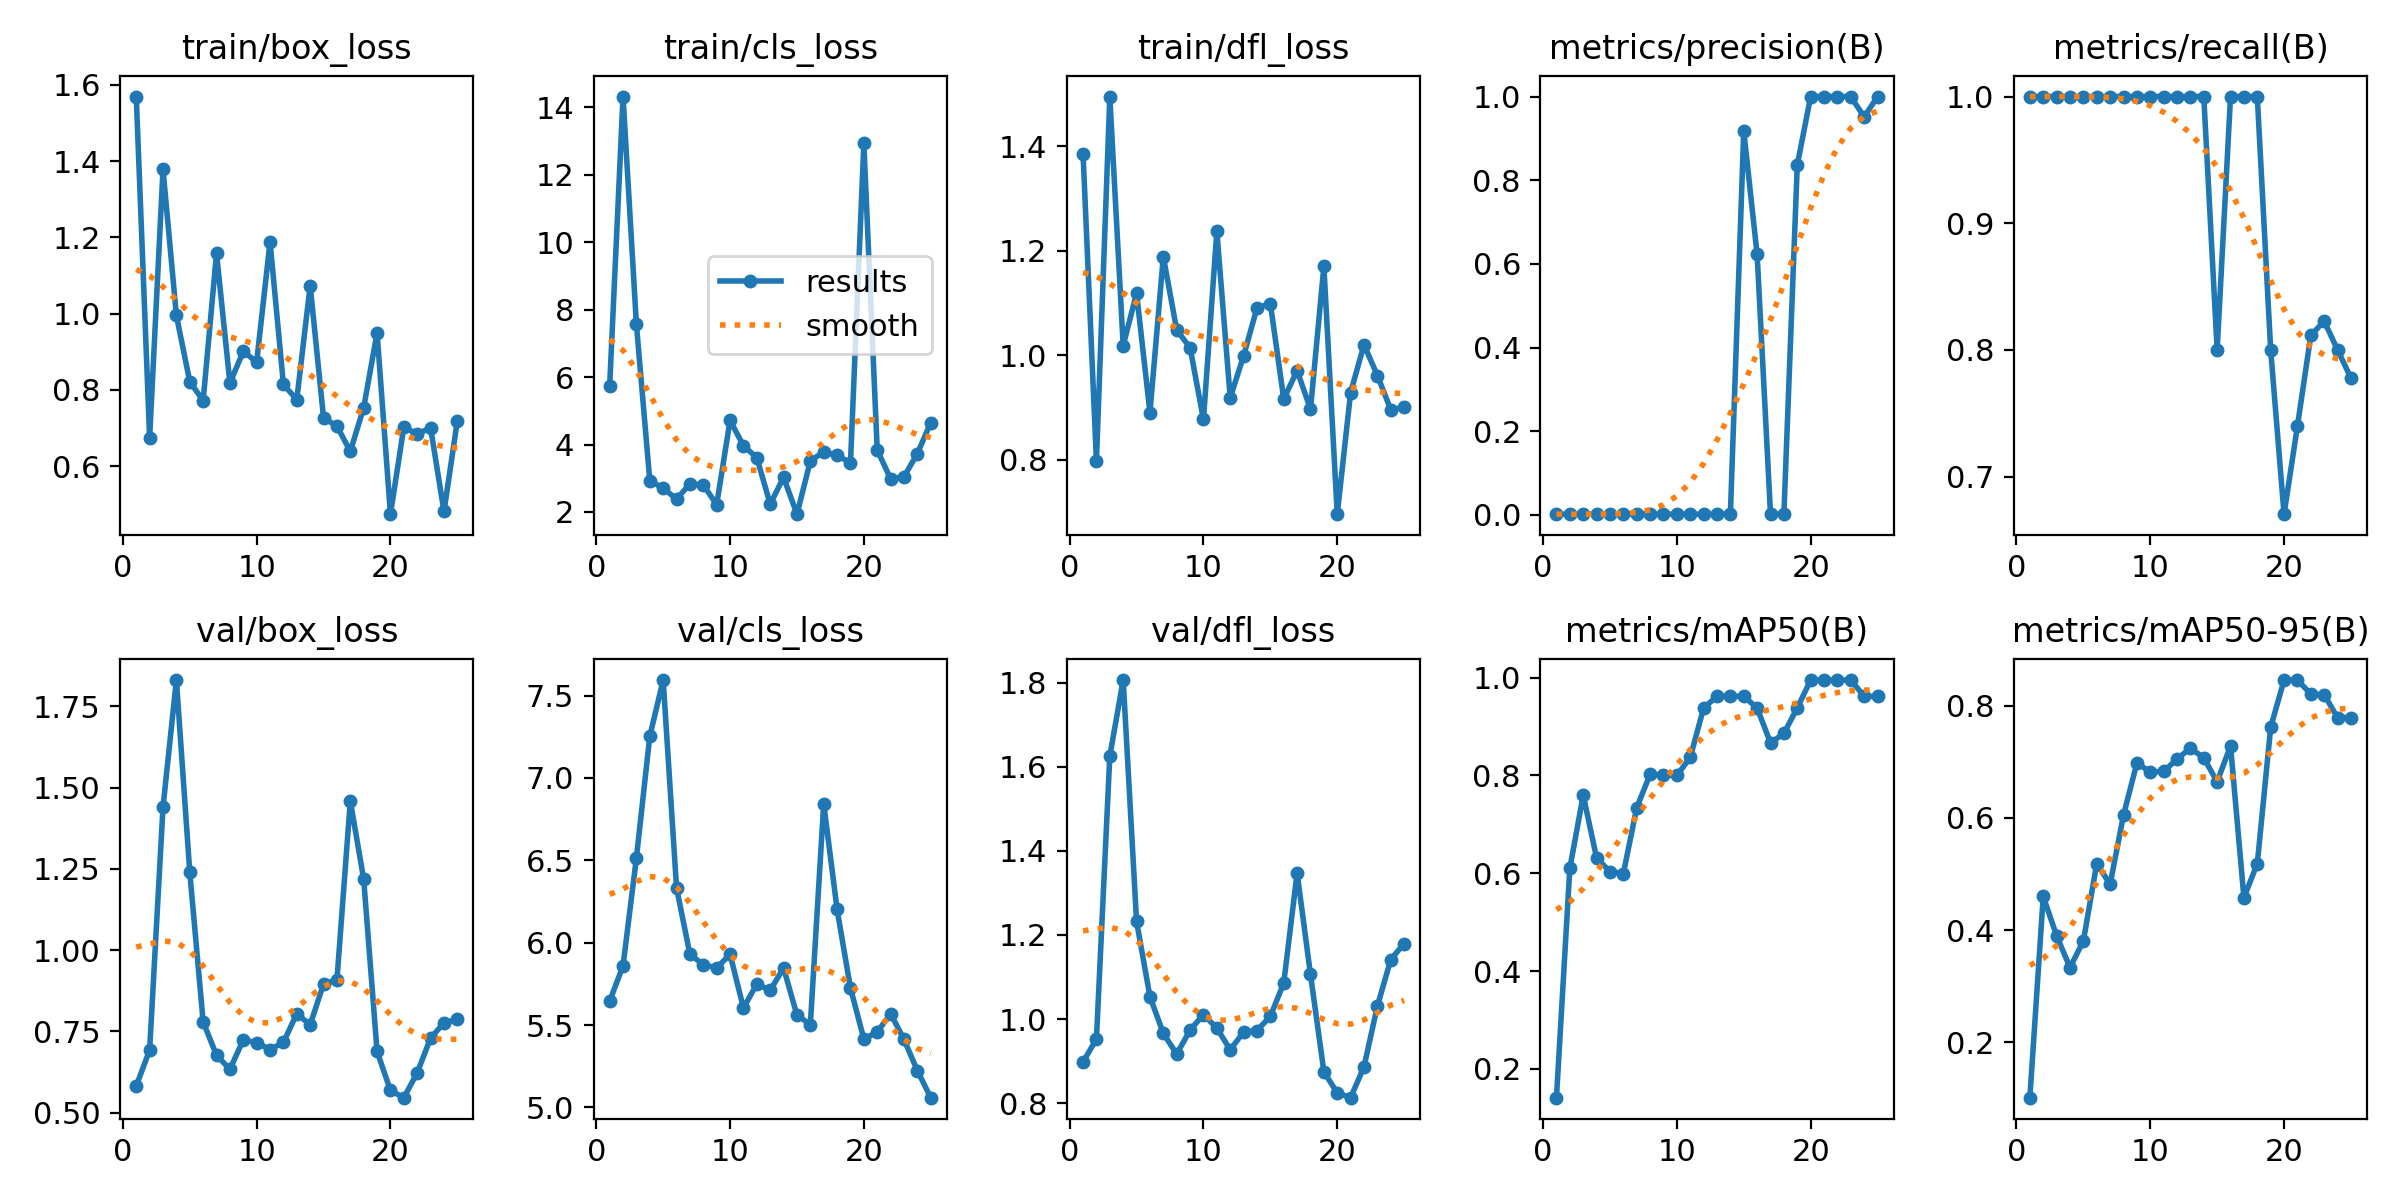 train/box_loss
train/cls_loss
train/dfl_loss
metrics/precision(B)
metrics/recall(B)
1.6
1.4
1.2
1.0
0.8
0.6
0 10 20
14
12
10
8
6
4
2
0 10 20
results
smooth
1.4
1.2
1.0
0.8
0 10 20
1.0
0.8
0.6
0.4
0.2
0.0
0 10 20
1.0
0.9
0.8
0.7
0 10 20
val/box_loss
val/cls_loss
val/dfl_loss
metrics/mAP50(B)
metrics/mAP50-95(B)
1.75
1.50
1.25
1.00
0.75
0.50
0 10 20
7.5
7.0
6.5
6.0
5.5
5.0
0 10 20
1.8
1.6
1.4
1.2
1.0
0.8
0 10 20
1.0
0.8
0.6
0.4
0.2
0 10 20
0.8
0.6
0.4
0.2
0 10 20